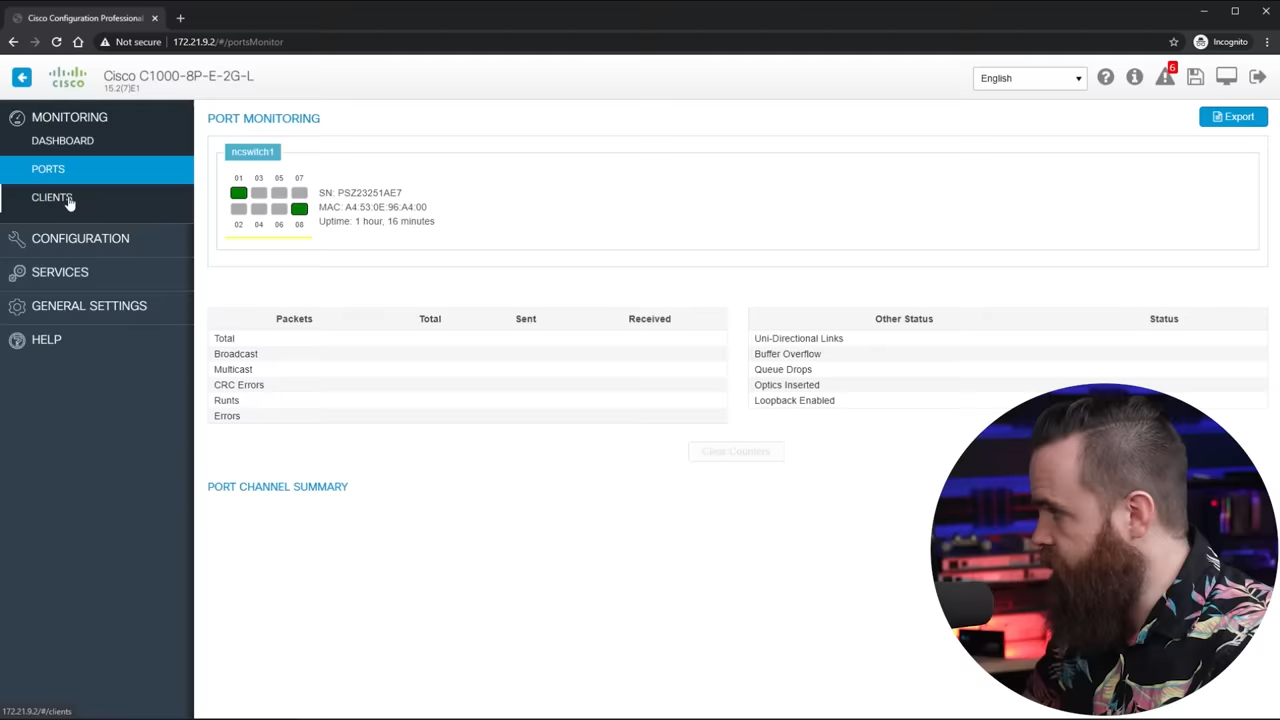 Cisco Configuration Professional
Not secure 172.21.9.2/#/portsMonitor
Incognito
CISCO
Cisco C1000-8P-E-2G-L
15.2(7)E1
English
6
MONITORING
DASHBOARD
PORTS
CLIENTS
CONFIGURATION
SERVICES
GENERAL SETTINGS
HELP
PORT MONITORING
Export
ncswitch1
01 03 05 07
02 04 06 08
SN: PSZ23251AE7
MAC: A4:53:0E:96:A4:00
Uptime: 1 hour, 16 minutes
Packets Total Sent Received
Total
Broadcast
Multicast
CRC Errors
Runts
Errors
Other Status Status
Uni-Directional Links
Buffer Overflow
Queue Drops
Optics Inserted
Loopback Enabled
Clear Counters
PORT CHANNEL SUMMARY
172.21.9.2/#/clients